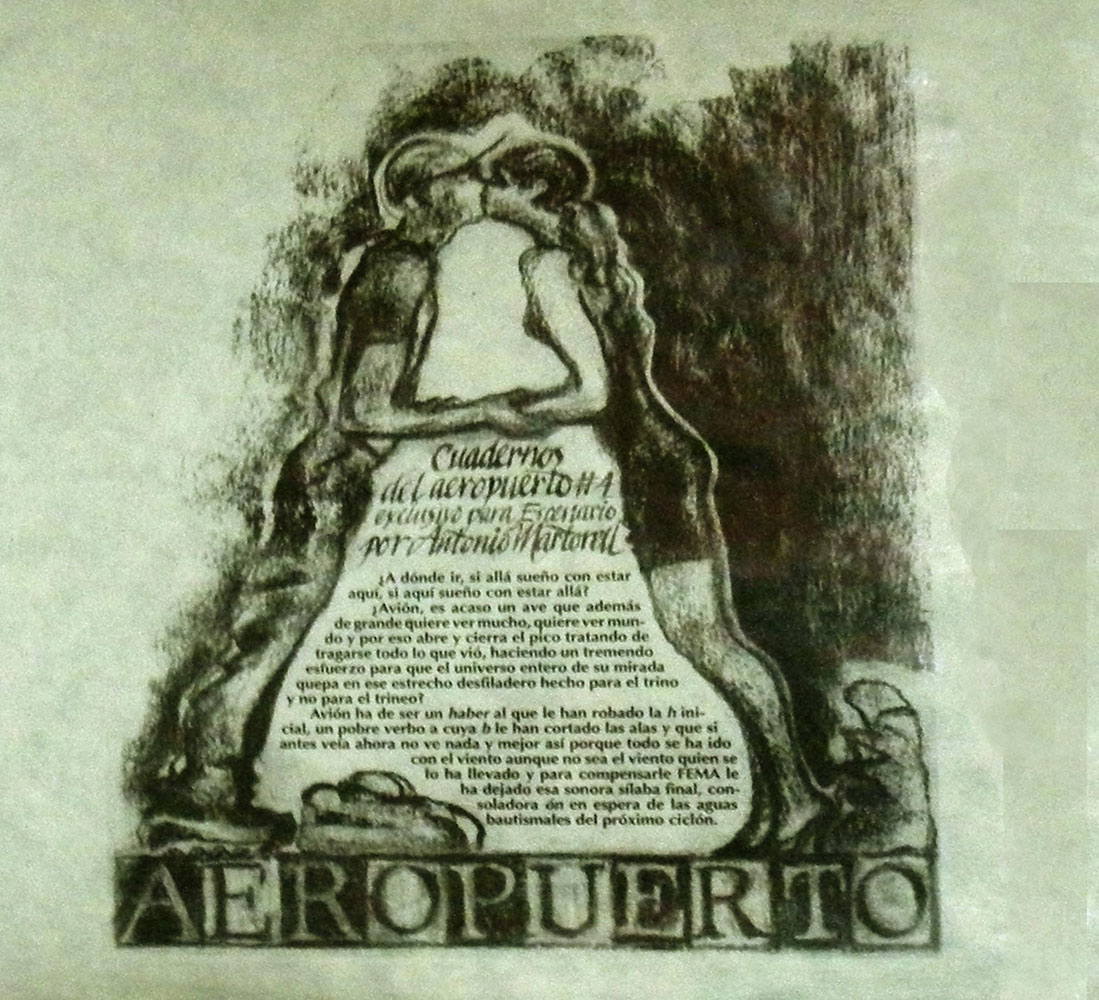 Cuadernos
del aeropuerto #4
exclusivo para Escenario
por Antonio Martorell
¿A dónde ir, si allá sueño con estar
aquí, si aquí sueño con estar allá?
¿Avión, es acaso un ave que además
de grande quiere ver mucho, quiere ver mun-
do y por eso abre y cierra el pico tratando de
tragarse todo lo que vió, haciendo un tremendo
esfuerzo para que el universo entero de su mirada
quepa en ese estrecho desfiladero hecho para el trino
y no para el trineo?
Avión ha de ser un haber al que le han robado la h ini-
cial, un pobre verbo a cuya b le han cortado las alas y que si
antes veía ahora no ve nada y mejor así porque todo se ha ido
con el viento aunque no sea el viento quien se
lo ha llevado y para compensarle FEMA le
ha dejado esa sonora sílaba final, con-
soladora ón en espera de las aguas
bautismales del próximo ciclón.
AEROPUERTO